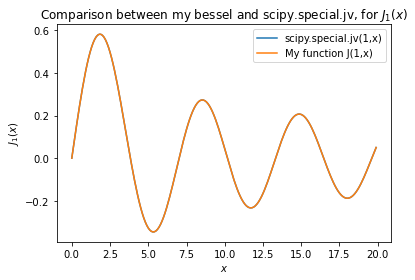 Comparison between my bessel and scipy.special.jv, for J₁(x)
scipy.special.jv(1,x)
My function J(1,x)
J₁(x)
0.6
0.4
0.2
0.0
−0.2
0.0 2.5 5.0 7.5 10.0 12.5 15.0 17.5 20.0
x